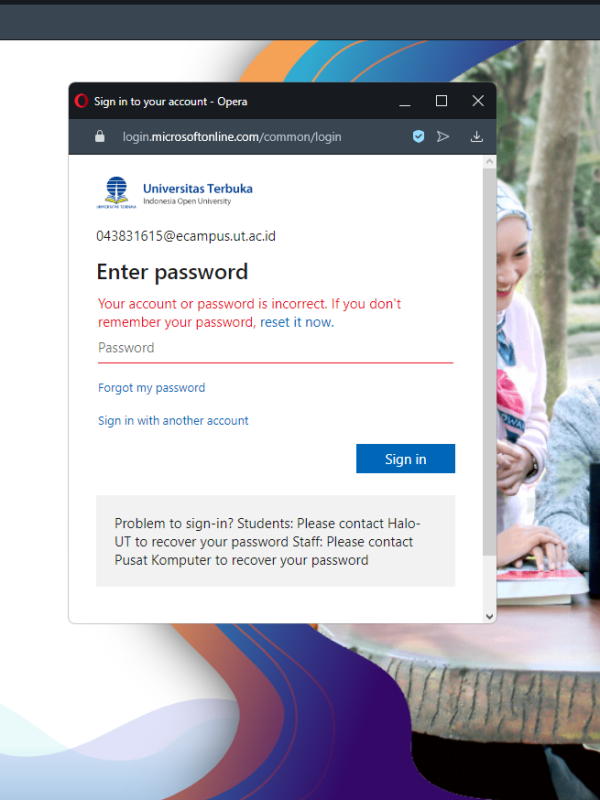 Sign in to your account - Opera
login.microsoftonline.com/common/login
UNIVERSITAS TERBUKA
Universitas Terbuka
Indonesia Open University
043831615@ecampus.ut.ac.id
Enter password
Your account or password is incorrect. If you don't
remember your password, reset it now.
Password
Forgot my password
Sign in with another account
Sign in
Problem to sign-in? Students: Please contact Halo-
UT to recover your password Staff: Please contact
Pusat Komputer to recover your password